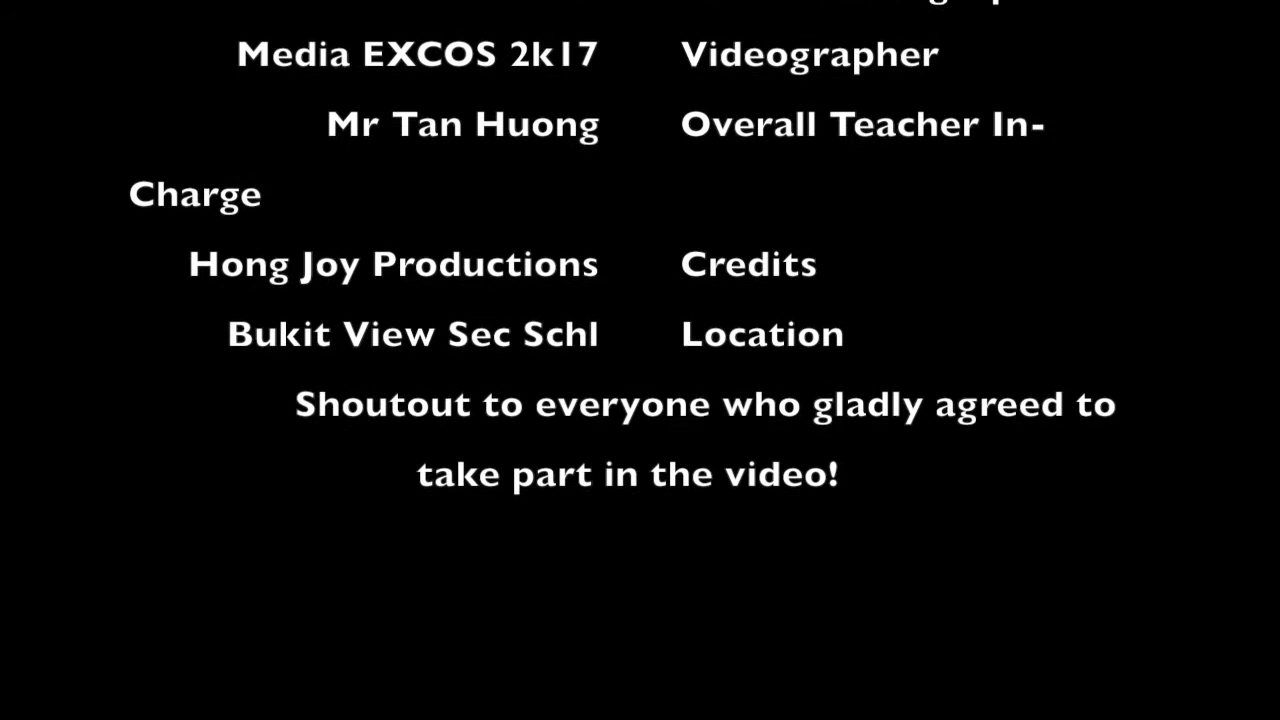 Media EXCOS 2k17 Videographer
Mr Tan Huong Overall Teacher In-
Charge
Hong Joy Productions Credits
Bukit View Sec Schl Location
Shoutout to everyone who gladly agreed to
take part in the video!